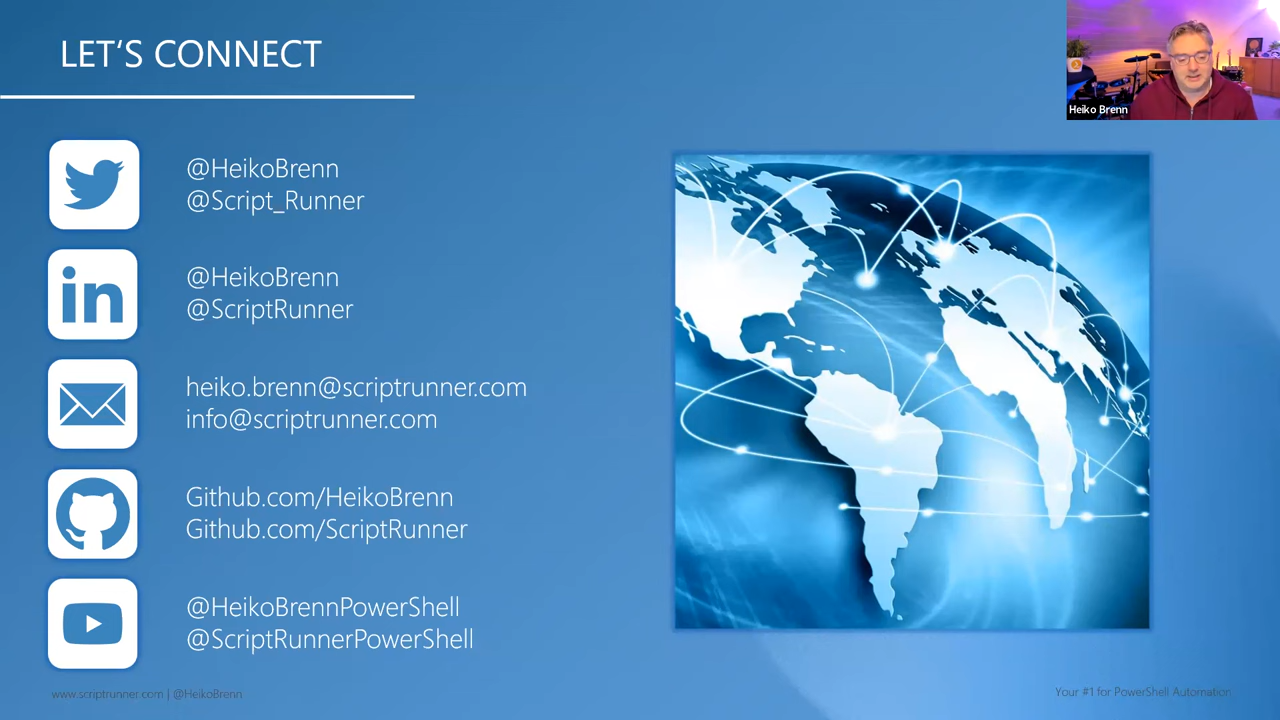 LET‘S CONNECT
Heiko Brenn
@HeikoBrenn
@Script_Runner
in
@HeikoBrenn
@ScriptRunner
heiko.brenn@scriptrunner.com
info@scriptrunner.com
Github.com/HeikoBrenn
Github.com/ScriptRunner
@HeikoBrennPowerShell
@ScriptRunnerPowerShell
www.scriptrunner.com | @HeikoBrenn
Your #1 for PowerShell Automation